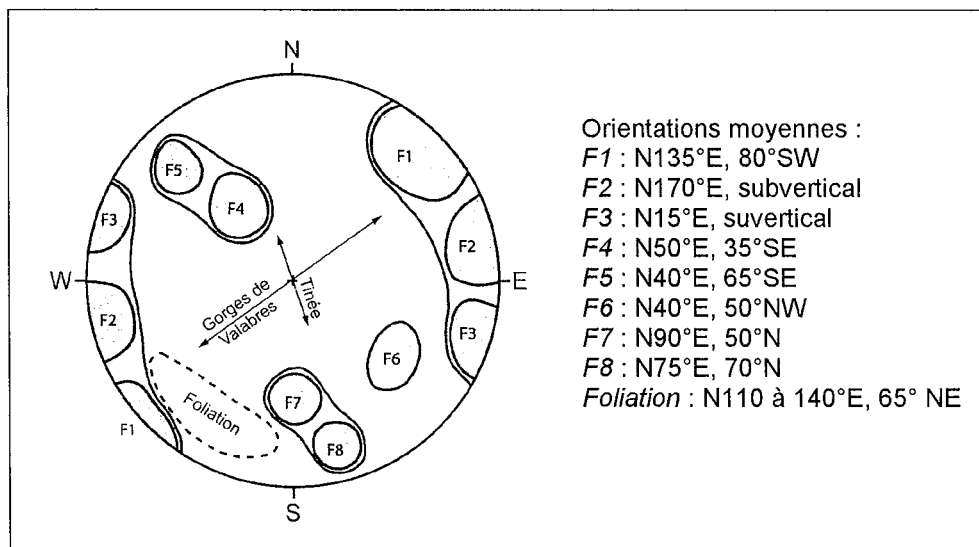 N
F1
F5
F4
F3
F2
W
E
Gorges de
Valabres
Tinée
F2
F3
F6
Foliation
F7
F1
F8
S
Orientations moyennes :
F1 : N135°E, 80°SW
F2 : N170°E, subvertical
F3 : N15°E, suvertical
F4 : N50°E, 35°SE
F5 : N40°E, 65°SE
F6 : N40°E, 50°NW
F7 : N90°E, 50°N
F8 : N75°E, 70°N
Foliation : N110 à 140°E, 65° NE